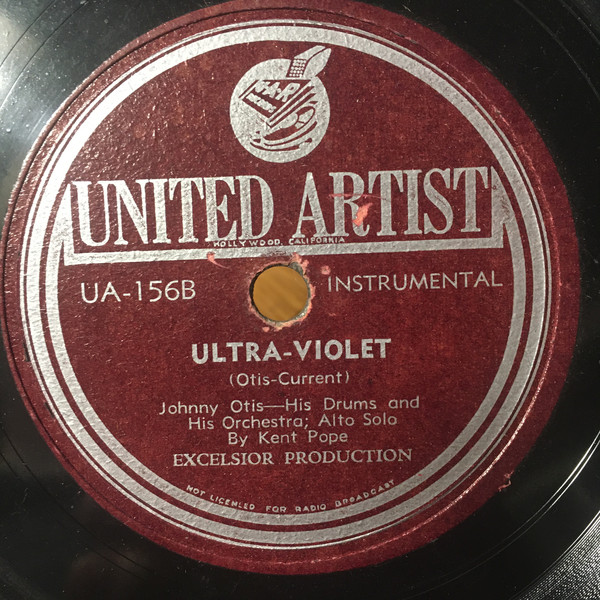 UNITED ARTIST
HOLLYWOOD, CALIFORNIA
UA-156B
INSTRUMENTAL
ULTRA-VIOLET
(Otis-Current)
Johnny Otis—His Drums and
His Orchestra; Alto Solo
By Kent Pope
EXCELSIOR PRODUCTION
NOT LICENSED FOR RADIO BROADCAST